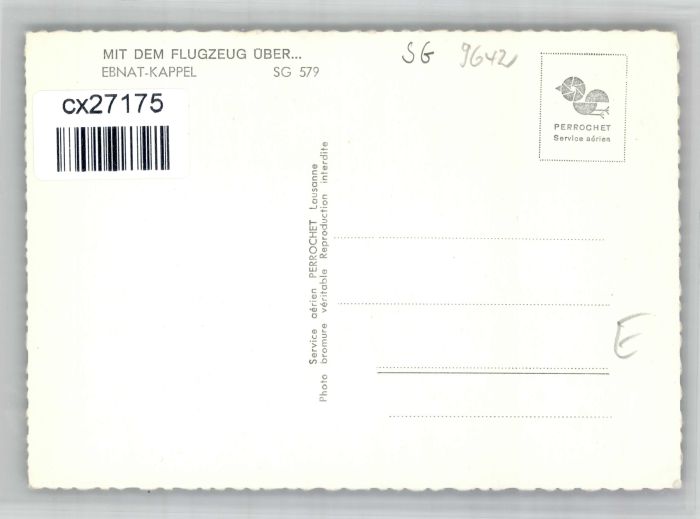 MIT DEM FLUGZEUG ÜBER...
EBNAT-KAPPEL SG 579
SG 9642
cx27175
PERROCHET
Service aérien
Service aérien PERROCHET Lausanne
Photo bromure véritable Reproduction interdite
E